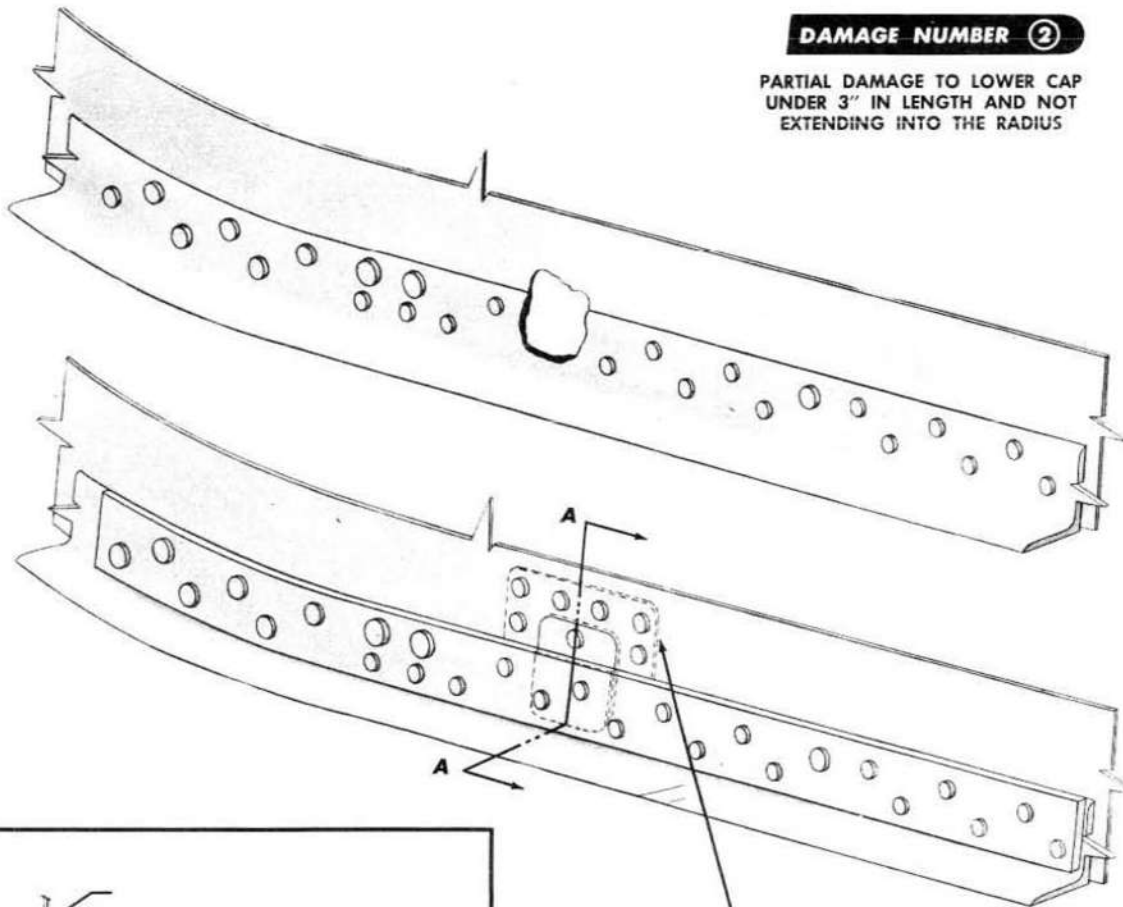 DAMAGE NUMBER 2
PARTIAL DAMAGE TO LOWER CAP
UNDER 3" IN LENGTH AND NOT
EXTENDING INTO THE RADIUS
A
A